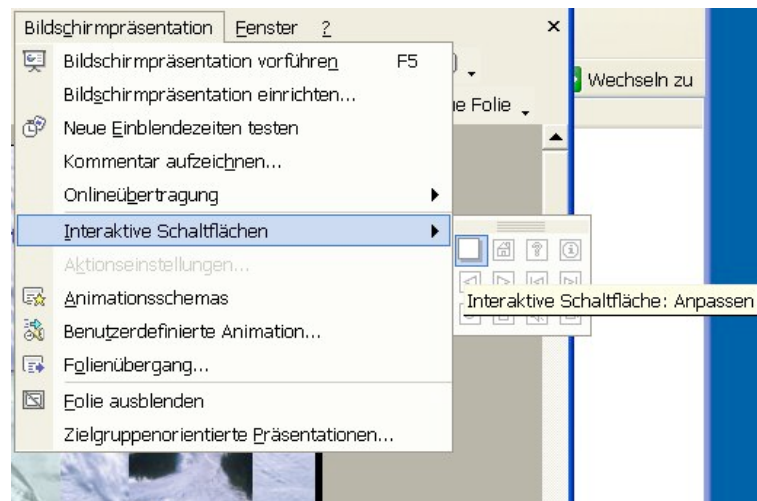 Bildschirmpräsentation Fenster ?
Bildschirmpräsentation vorführen F5
Wechseln zu
Bildschirmpräsentation einrichten...
e Folie
Neue Einblendezeiten testen
Kommentar aufzeichnen...
Onlineübertragung
Interaktive Schaltflächen
Aktionseinstellungen...
Interaktive Schaltfläche: Anpassen
Animationsschemas
Benutzerdefinierte Animation...
Folienübergang...
Folie ausblenden
Zielgruppenorientierte Präsentationen...